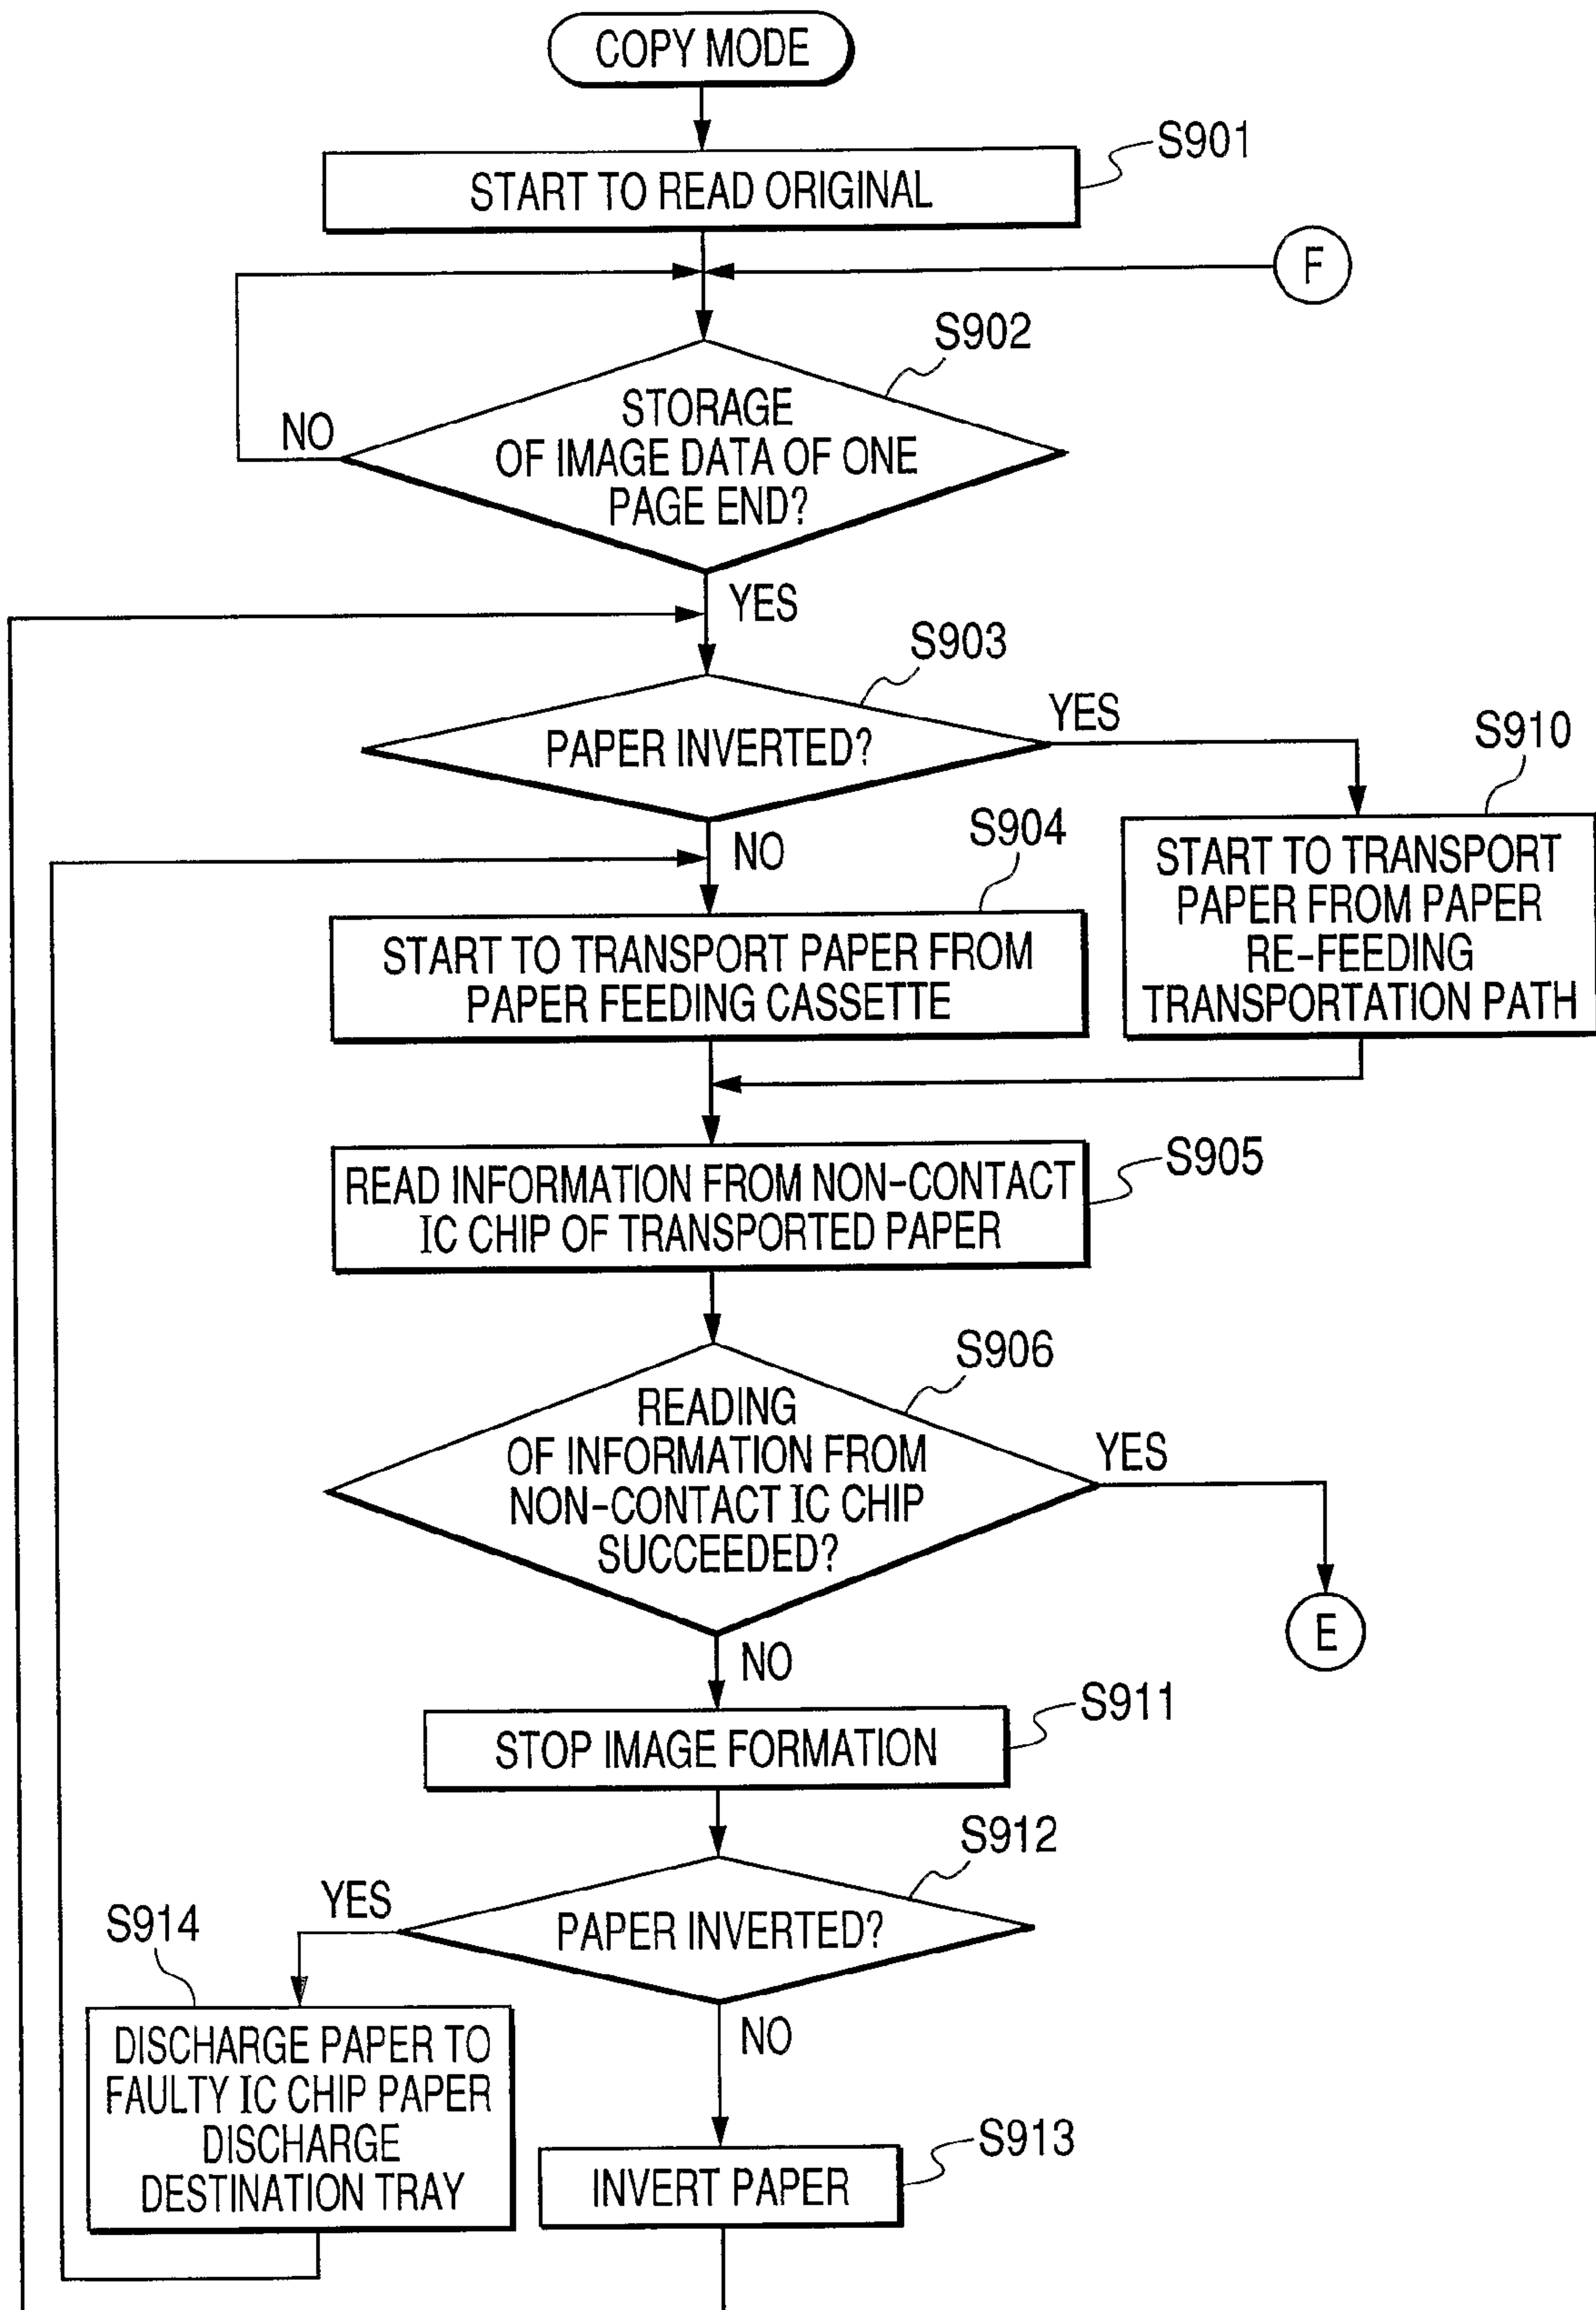 COPY MODE
S901
START TO READ ORIGINAL
F
S902
STORAGE
OF IMAGE DATA OF ONE
PAGE END?
NO
YES
S903
PAPER INVERTED?
YES
NO
S910
START TO TRANSPORT
PAPER FROM PAPER
RE-FEEDING
TRANSPORTATION PATH
S904
START TO TRANSPORT PAPER FROM
PAPER FEEDING CASSETTE
S905
READ INFORMATION FROM NON-CONTACT
IC CHIP OF TRANSPORTED PAPER
S906
READING
OF INFORMATION FROM
NON-CONTACT IC CHIP
SUCCEEDED?
YES
E
NO
S911
STOP IMAGE FORMATION
S912
PAPER INVERTED?
YES
NO
S914
DISCHARGE PAPER TO
FAULTY IC CHIP PAPER
DISCHARGE
DESTINATION TRAY
S913
INVERT PAPER